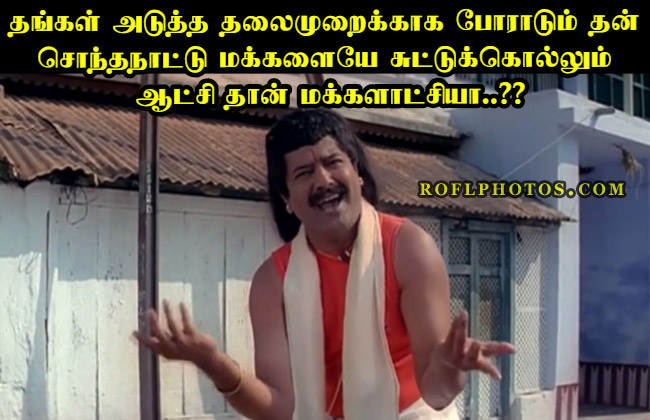 தங்கள் அடுத்த தலைமுறைக்காக போராடும் தன்
சொந்தநாட்டு மக்களையே சுட்டுக்கொல்லும்
ஆட்சி தான் மக்களாட்சியா..??
ROFLPHOTOS.COM